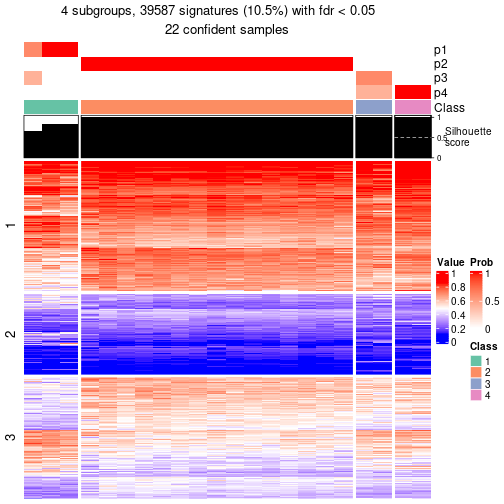 4 subgroups, 39587 signatures (10.5%) with fdr < 0.05
22 confident samples
p1
p2
p3
p4
Class
1
0.5
0
Silhouette
score
1
2
3
Value
1
0.8
0.6
0.4
0.2
0
Prob
1
0.5
0
Class
1
2
3
4